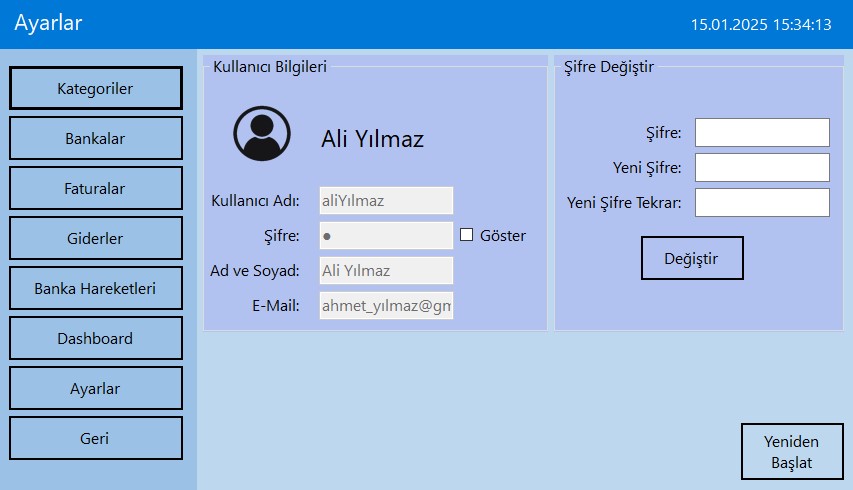 Ayarlar
15.01.2025 15:34:13
Kategoriler
Bankalar
Faturalar
Giderler
Banka Hareketleri
Dashboard
Ayarlar
Geri
Kullanıcı Bilgileri
Ali Yılmaz
Kullanıcı Adı: aliYılmaz
Şifre: ● Göster
Ad ve Soyad: Ali Yılmaz
E-Mail: ahmet_yılmaz@gm
Şifre Değiştir
Şifre:
Yeni Şifre:
Yeni Şifre Tekrar:
Değiştir
Yeniden
Başlat